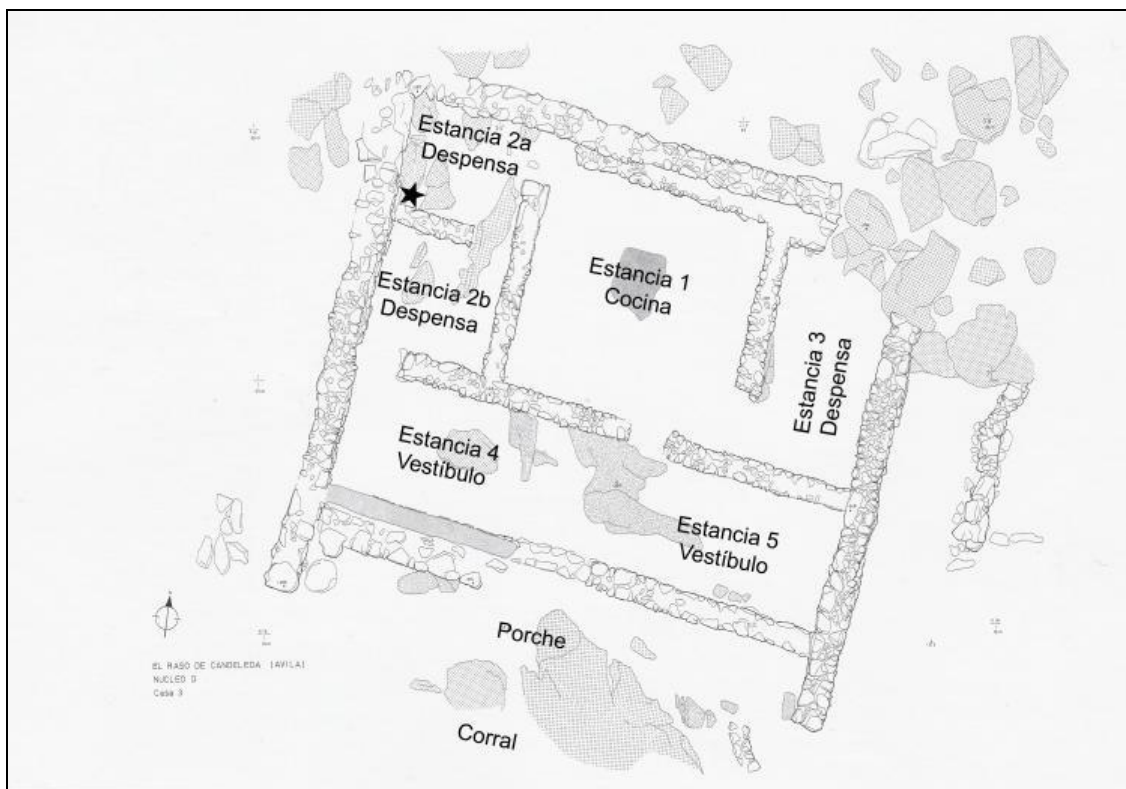 Estancia 2a
Despensa
Estancia 1
Cocina
Estancia 2b
Despensa
Estancia 3
Despensa
Estancia 4
Vestíbulo
Estancia 5
Vestíbulo
Porche
Corral
EL RASO DE CANDELEDA (AVILA)
NUCLEO D
Casa 3